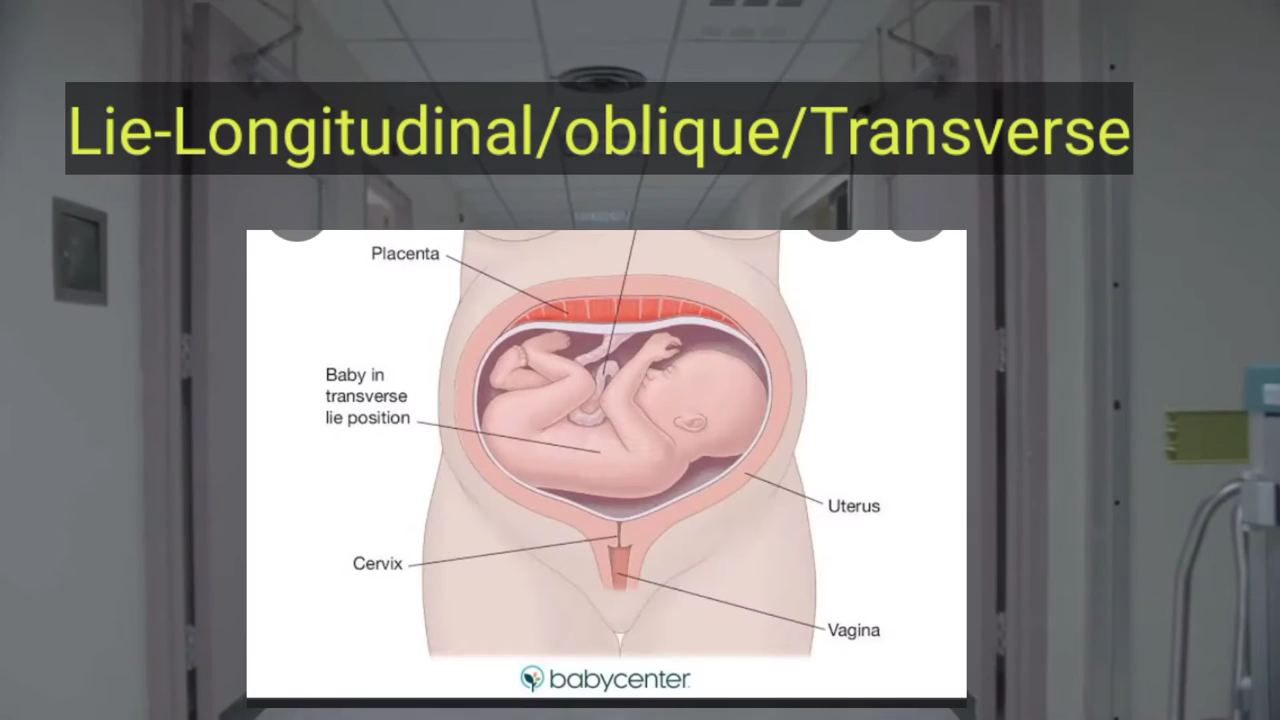 Lie-Longitudinal/oblique/Transverse
Placenta
Baby in
transverse
lie position
Uterus
Cervix
Vagina
babycenter